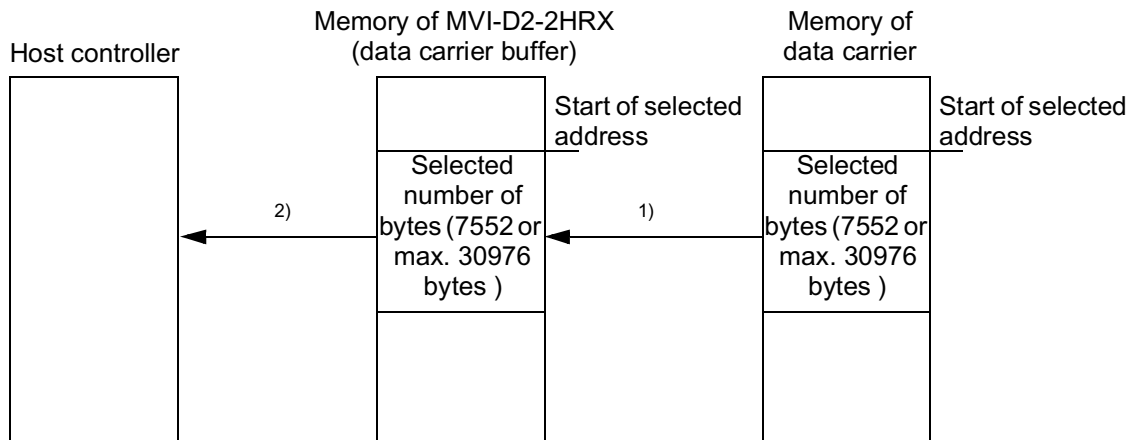 Host controller
Memory of MVI-D2-2HRX
(data carrier buffer)
Memory of
data carrier
Start of selected
address
Start of selected
address
Selected
number of
bytes (7552 or
max. 30976
bytes )
Selected
number of
bytes (7552 or
max. 30976
bytes )
2)
1)